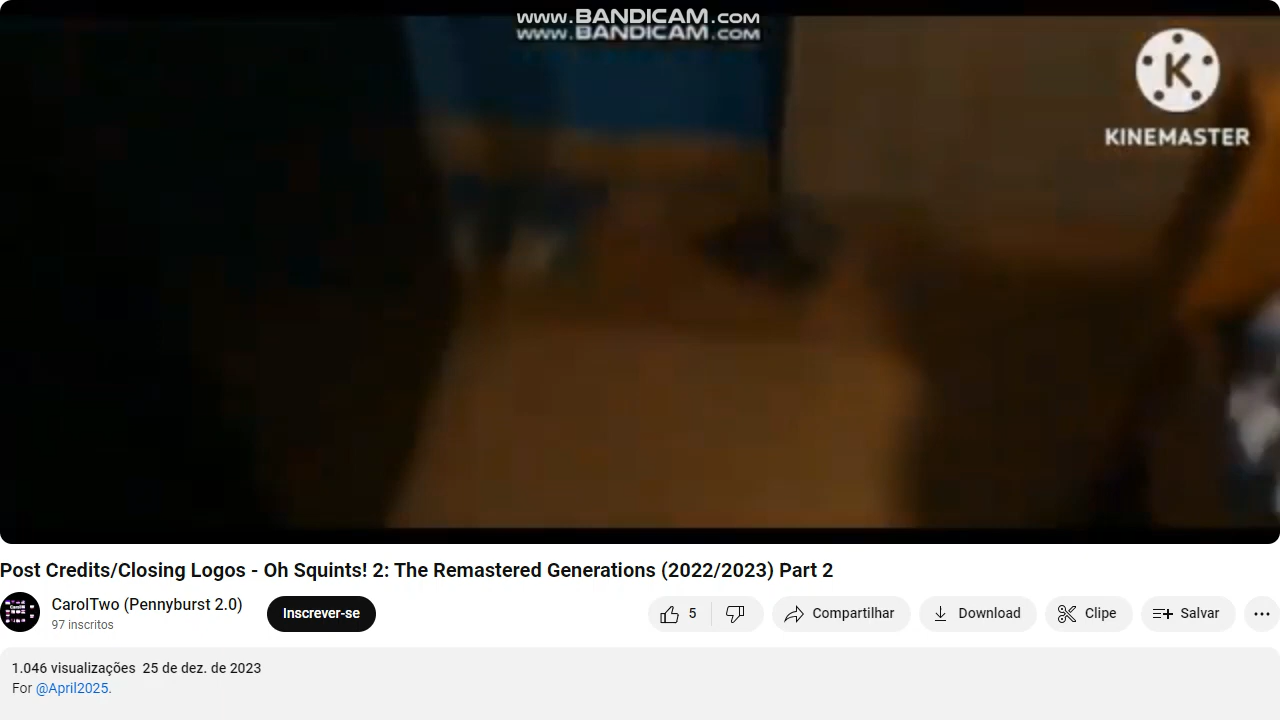 www.BANDICAM.com
www.BANDICAM.com
K
KINEMASTER
Post Credits/Closing Logos - Oh Squints! 2: The Remastered Generations (2022/2023) Part 2
CarolTwo (Pennyburst 2.0)
97 inscritos
Inscrever-se
5
Compartilhar
Download
Clipe
Salvar
1.046 visualizações 25 de dez. de 2023
For @April2025.